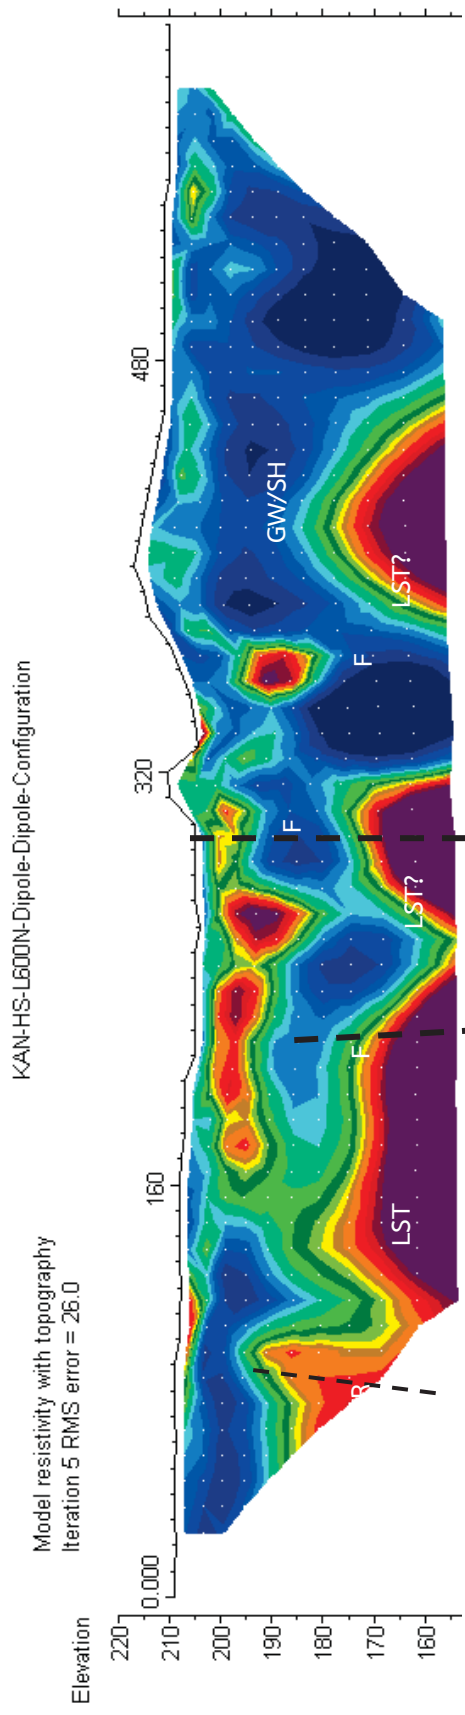 KAN-HS-L600N-Dipole-Dipole-Configuration
Model resistivity with topography
Iteration 5 RMS error = 26.0
Elevation
0.000
160
320
480
220
210
200
190
180
170
160
R
LST
F
LST?
F
F
LST?
GW/SH